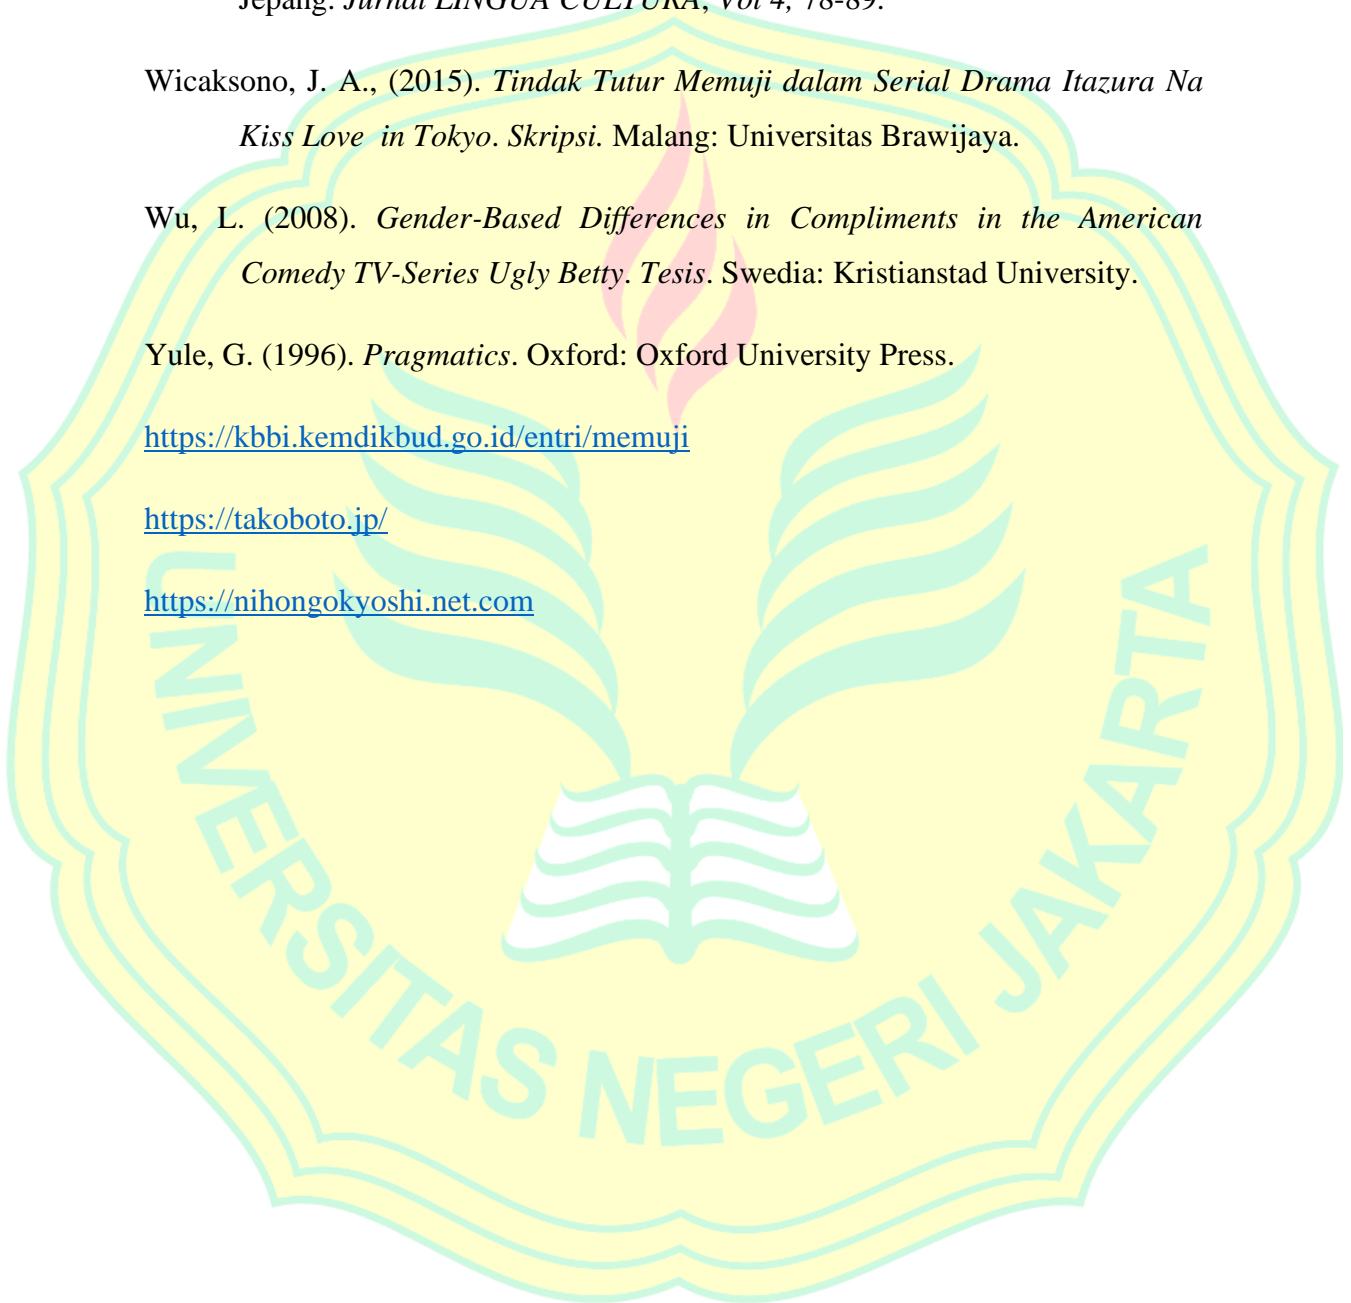 Jepang. Jurnal LINGUA CULTURA, Vol 4, 78-89.
Wicaksono, J. A., (2015). Tindak Tutur Memuji dalam Serial Drama Itazura Na
Kiss Love in Tokyo. Skripsi. Malang: Universitas Brawijaya.
Wu, L. (2008). Gender-Based Differences in Compliments in the American
Comedy TV-Series Ugly Betty. Tesis. Swedia: Kristianstad University.
Yule, G. (1996). Pragmatics. Oxford: Oxford University Press.
https://kbbi.kemdikbud.go.id/entri/memuji
https://takoboto.jp/
https://nihongokyoshi.net.com
UNIVERSITAS NEGERI JAKARTA